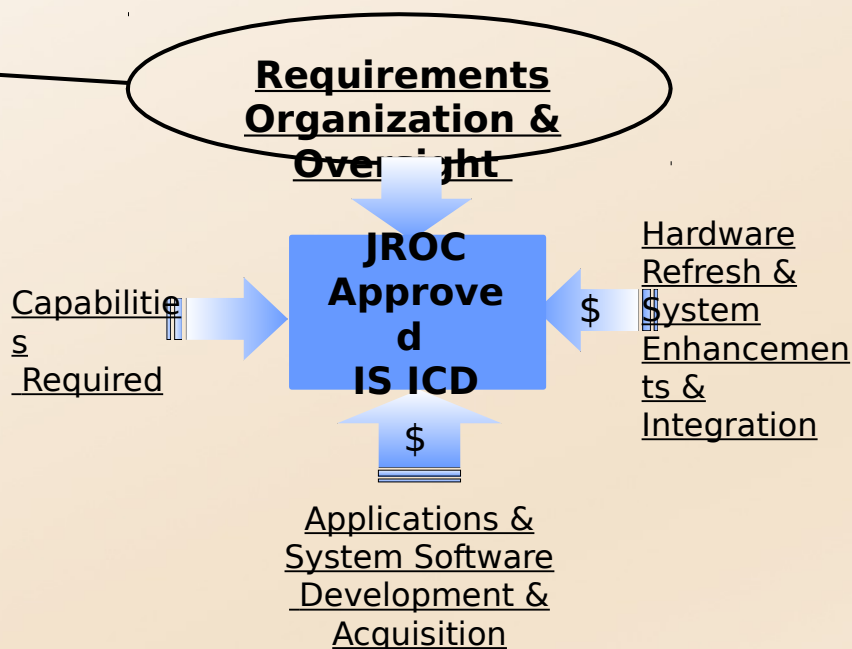 Requirements
Organization &
Oversight
JROC
Approve
d
IS ICD
Capabilitie
s
Required
$
Hardware
Refresh &
System
Enhancemen
ts &
Integration
$
Applications &
System Software
Development &
Acquisition